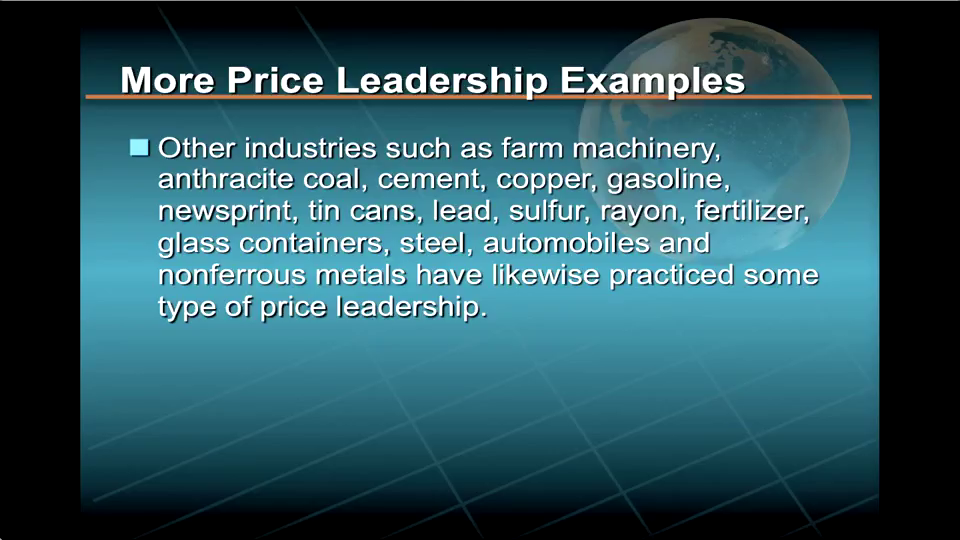 More Price Leadership Examples
Other industries such as farm machinery,
anthracite coal, cement, copper, gasoline,
newsprint, tin cans, lead, sulfur, rayon, fertilizer,
glass containers, steel, automobiles and
nonferrous metals have likewise practiced some
type of price leadership.